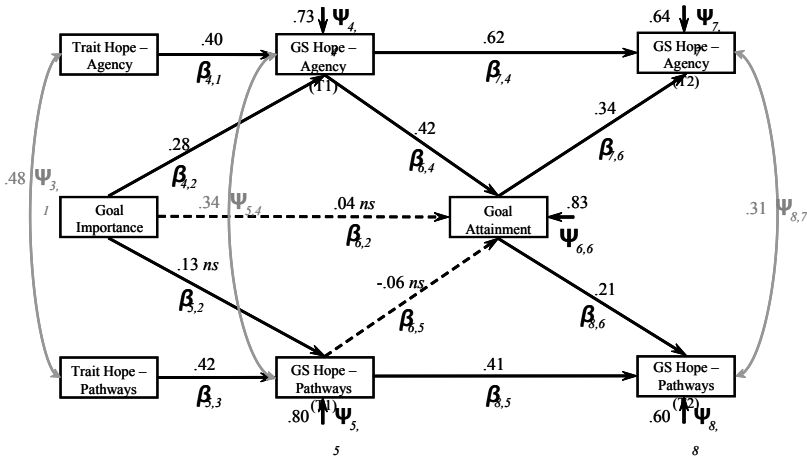 .73 Ψ4,
4
.64 Ψ7,
7
Trait Hope –
Agency
.40
β4,1
GS Hope –
Agency
(T1)
.62
β7,4
GS Hope –
Agency
(T2)
.28
β4,2
.42
β6,4
.34
β7,6
.48 Ψ3,
1
.34 Ψ5,4
.31 Ψ8,7
Goal
Importance
.04 ns
β6,2
Goal
Attainment
.83
Ψ6,6
.13 ns
β5,2
-.06 ns
β6,5
.21
β8,6
Trait Hope –
Pathways
.42
β5,3
GS Hope –
Pathways
(T1)
.41
β8,5
GS Hope –
Pathways
(T2)
.80 Ψ5,
5
.60 Ψ8,
8